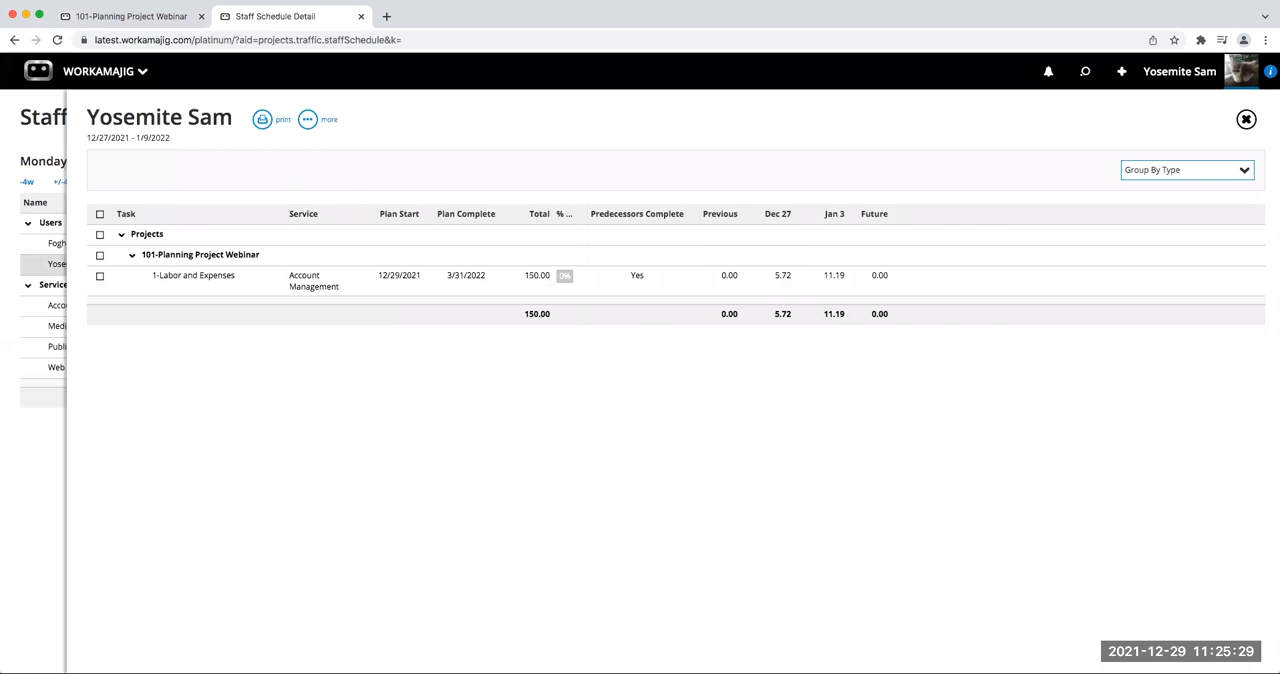 101-Planning Project Webinar
Staff Schedule Detail
latest.workamajig.com/platinum/?aid=projects.traffic.staffSchedule&k=
WORKAMAJIG
Yosemite Sam
Staff
Yosemite Sam
print
more
12/27/2021 - 1/9/2022
Monday
-4w +/-4
Group By Type
Name
Task Service Plan Start Plan Complete Total % ... Predecessors Complete Previous Dec 27 Jan 3 Future
Users
Projects
Fogh
101-Planning Project Webinar
Yose
1-Labor and Expenses Account Management 12/29/2021 3/31/2022 150.00 0% Yes 0.00 5.72 11.19 0.00
Service
Accou
150.00 0.00 5.72 11.19 0.00
Medi
Publi
Web
2021-12-29 11:25:29